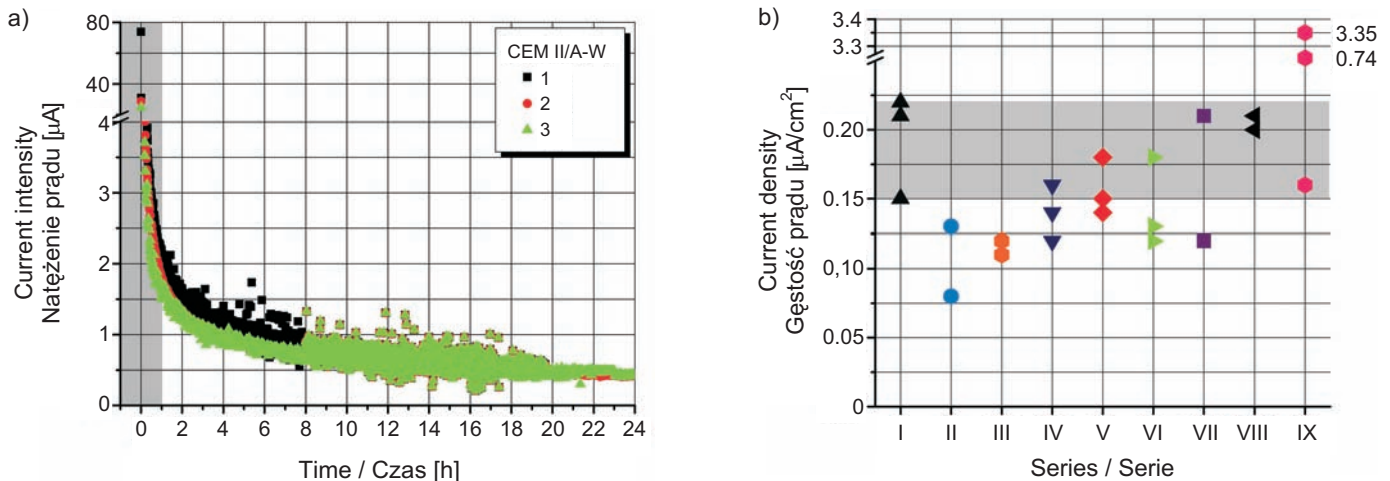 a)
Current intensity
Natężenie prądu [µA]
80
40
4
3
2
1
0
CEM II/A-W
1
2
3
0 2 4 6 8 10 12 14 16 18 20 22 24
Time / Czas [h]
b)
Current density
Gęstość prądu [µA/cm²]
3.4
3.3
0.20
0.15
0.10
0.05
0
3.35
0.74
I II III IV V VI VII VIII IX
Series / Serie